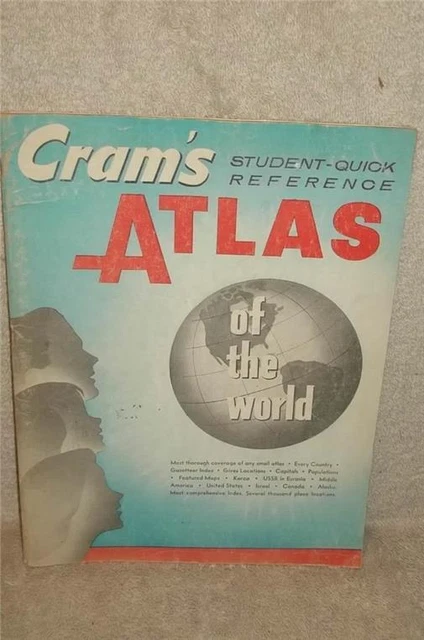 Cram's
STUDENT-QUICK
REFERENCE
ATLAS
of
the
world
Most thorough coverage of any small atlas • Every Country •
Gazetteer Index • Gives Locations • Capitals • Populations
• Featured Maps • Korea • USSR in Eurasia • Middle
America • United States • Israel • Canada • Alaska.
Most comprehensive Index. Several thousand place locations.